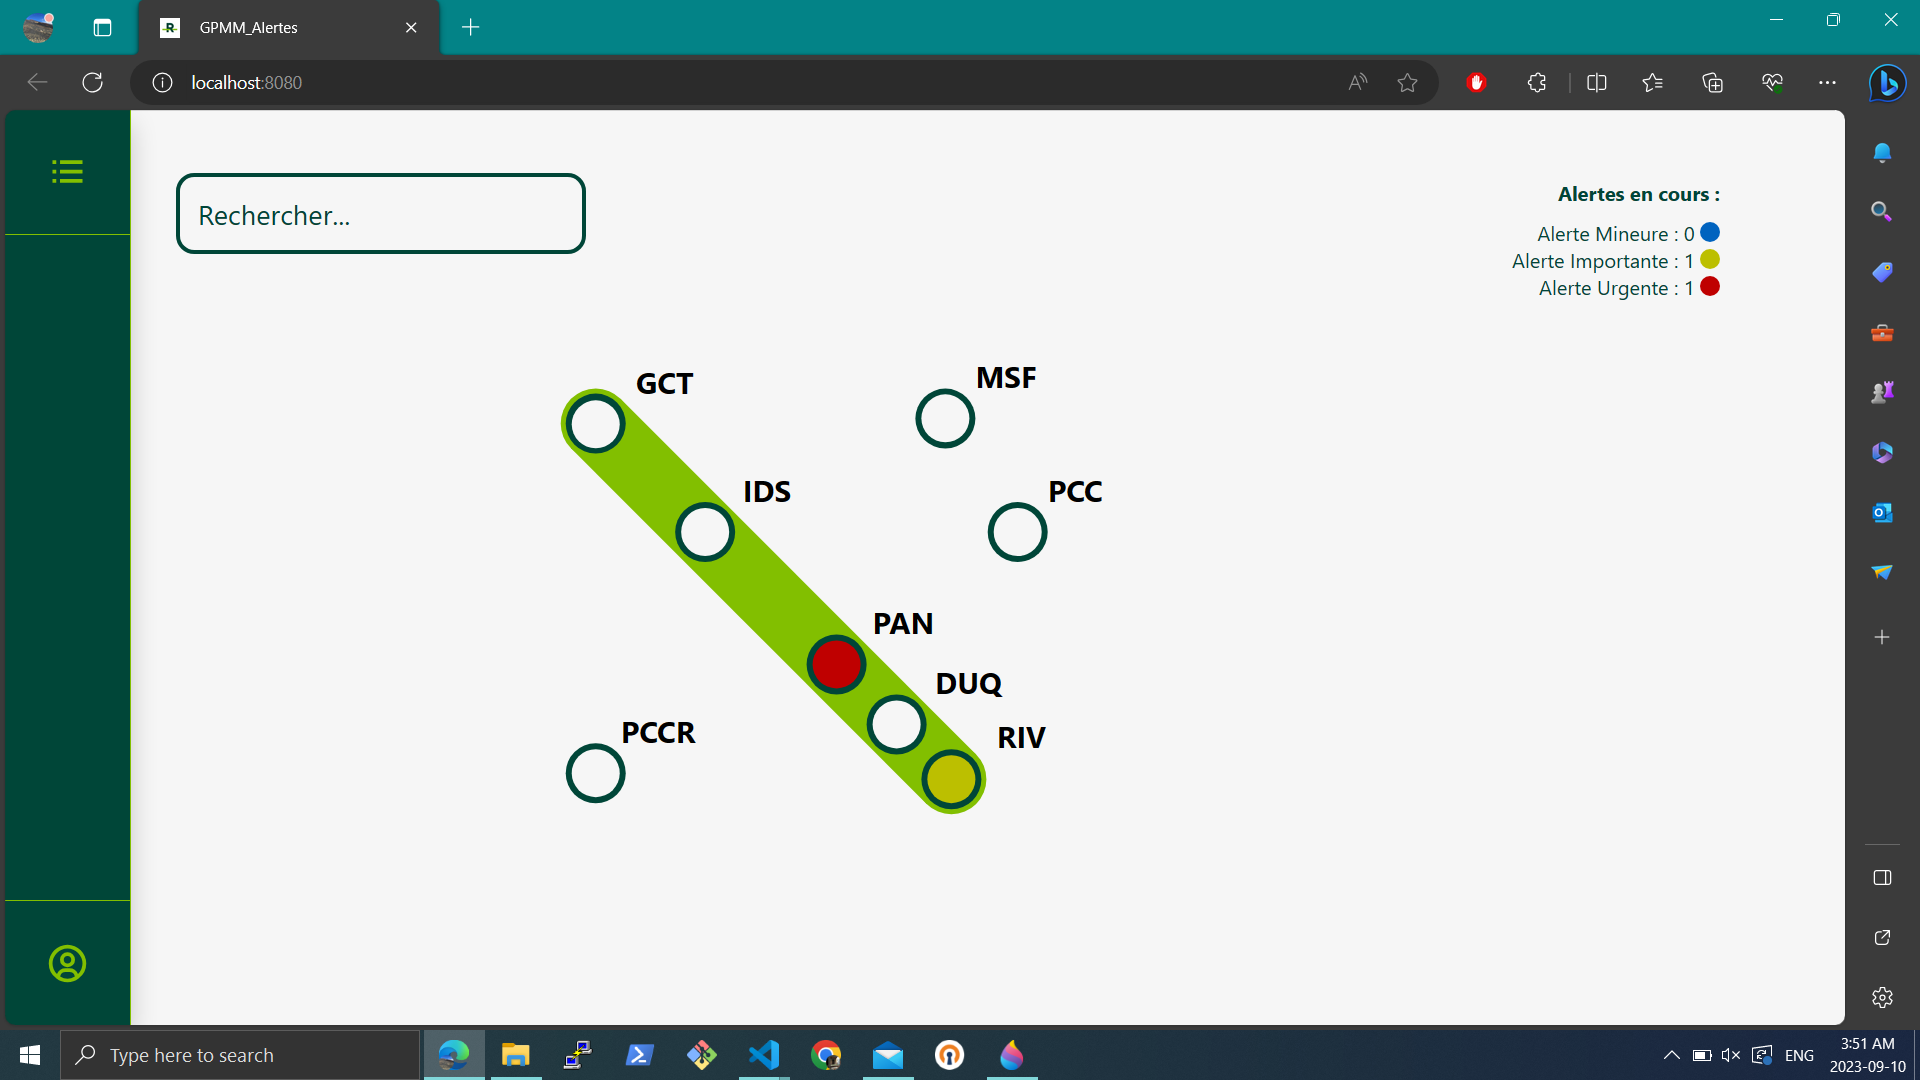 GPMM_Alertes
localhost:8080
Rechercher...
Alertes en cours :
Alerte Mineure : 0
Alerte Importante : 1
Alerte Urgente : 1
GCT
MSF
IDS
PCC
PAN
DUQ
PCCR
RIV
Type here to search
ENG
3:51 AM
2023-09-10